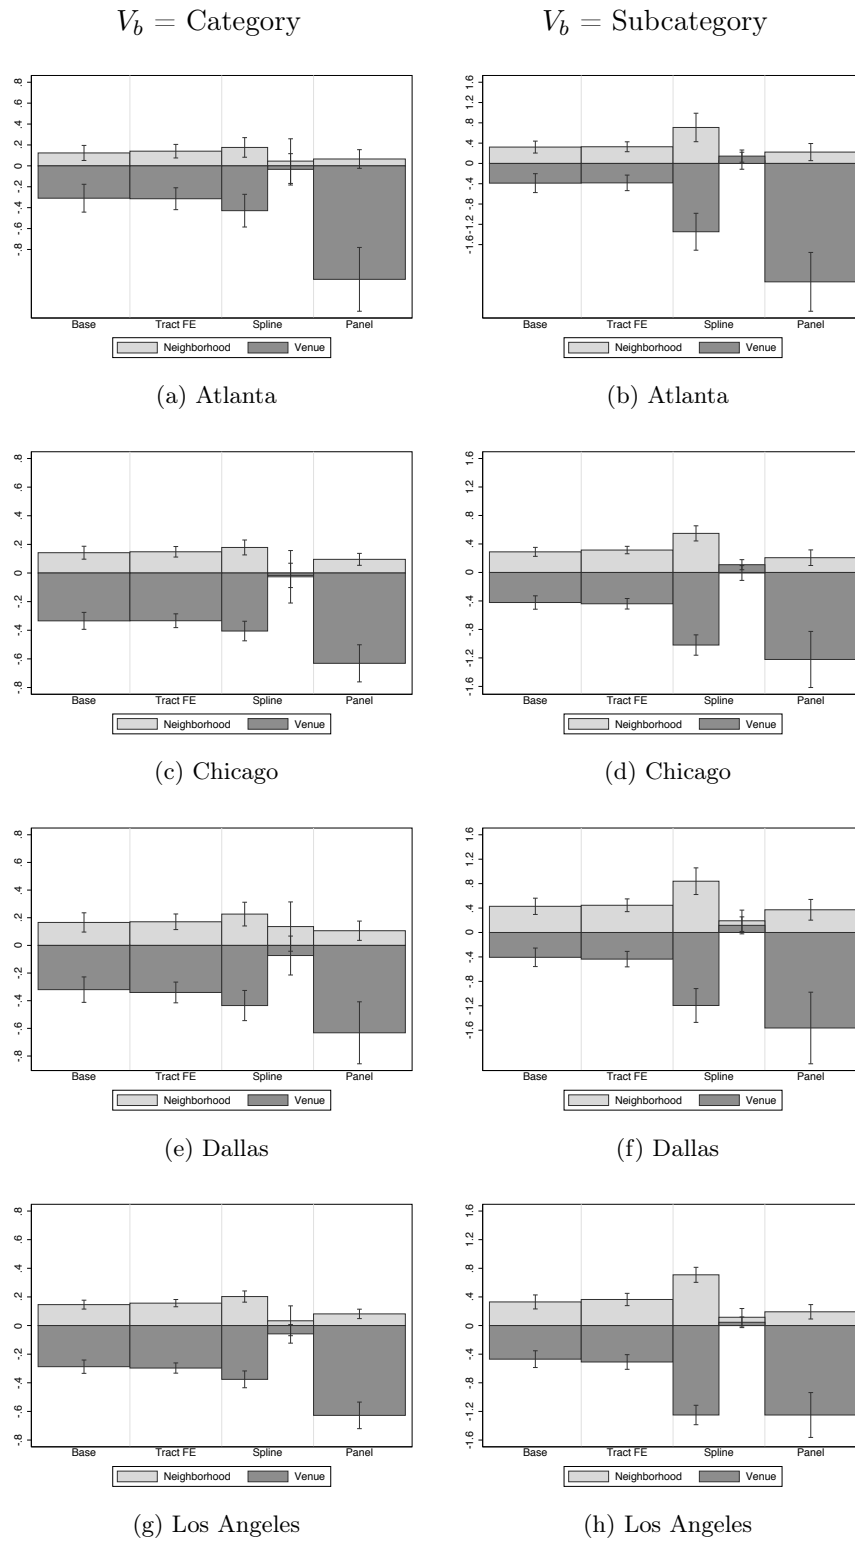 V_b = Category
V_b = Subcategory
.8
.6
.4
.2
0
-.2
-.4
-.6
-.8
Base Tract FE Spline Panel
Neighborhood Venue
(a) Atlanta
1.6
1.2
.8
.4
0
-.4
-.8
-1.2
-1.6
Base Tract FE Spline Panel
Neighborhood Venue
(b) Atlanta
.8
.6
.4
.2
0
-.2
-.4
-.6
-.8
Base Tract FE Spline Panel
Neighborhood Venue
(c) Chicago
1.6
1.2
.8
.4
0
-.4
-.8
-1.2
-1.6
Base Tract FE Spline Panel
Neighborhood Venue
(d) Chicago
.8
.6
.4
.2
0
-.2
-.4
-.6
-.8
Base Tract FE Spline Panel
Neighborhood Venue
(e) Dallas
1.6
1.2
.8
.4
0
-.4
-.8
-1.2
-1.6
Base Tract FE Spline Panel
Neighborhood Venue
(f) Dallas
.8
.6
.4
.2
0
-.2
-.4
-.6
-.8
Base Tract FE Spline Panel
Neighborhood Venue
(g) Los Angeles
1.6
1.2
.8
.4
0
-.4
-.8
-1.2
-1.6
Base Tract FE Spline Panel
Neighborhood Venue
(h) Los Angeles